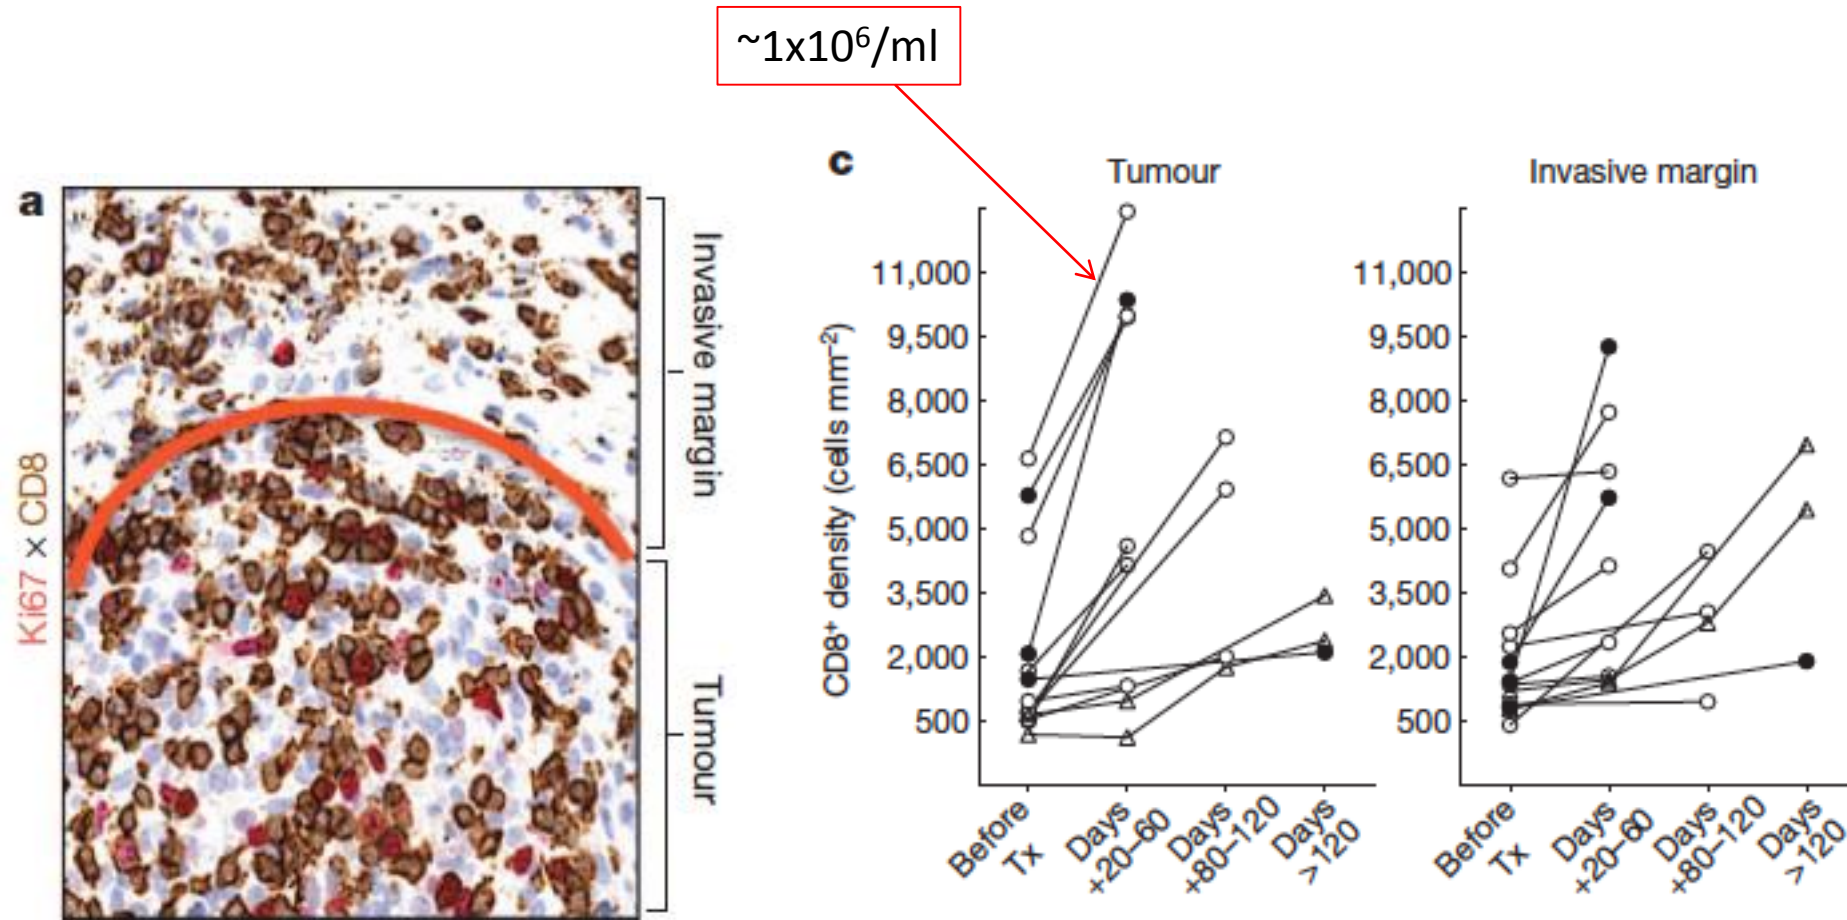 ~1x10⁶/ml
a
Ki67 × CD8
Invasive margin
Tumour
c
Tumour
CD8⁺ density (cells mm⁻²)
11,000
9,500
8,000
6,500
5,000
3,500
2,000
500
Before Tx
Days +20–60
Days +80–120
Days >120
Invasive margin
11,000
9,500
8,000
6,500
5,000
3,500
2,000
500
Before Tx
Days +20–60
Days +80–120
Days >120